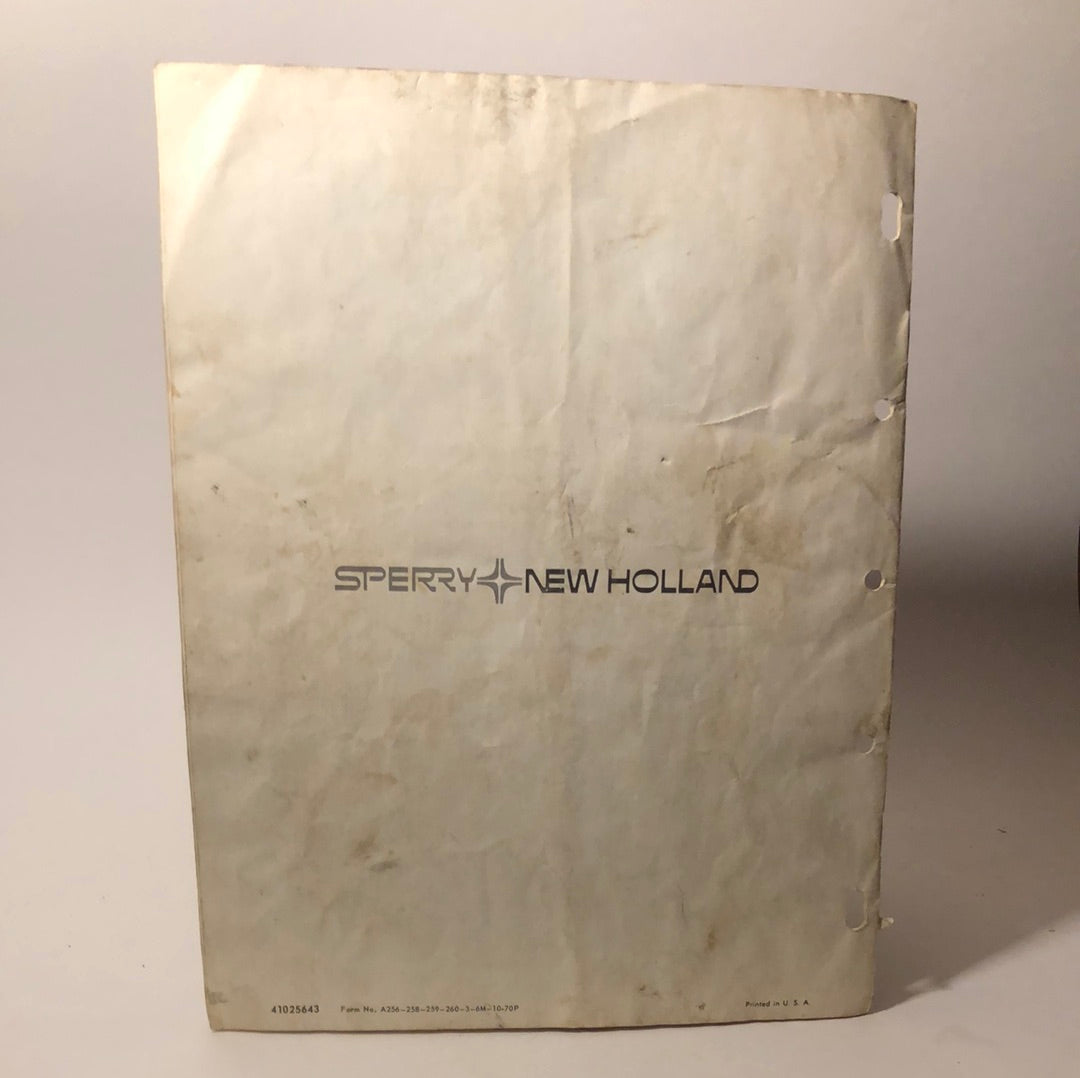 SPERRY NEW HOLLAND
41025643 Form No. A256-258-259-260-3-6M-10-70P Printed in U. S. A.